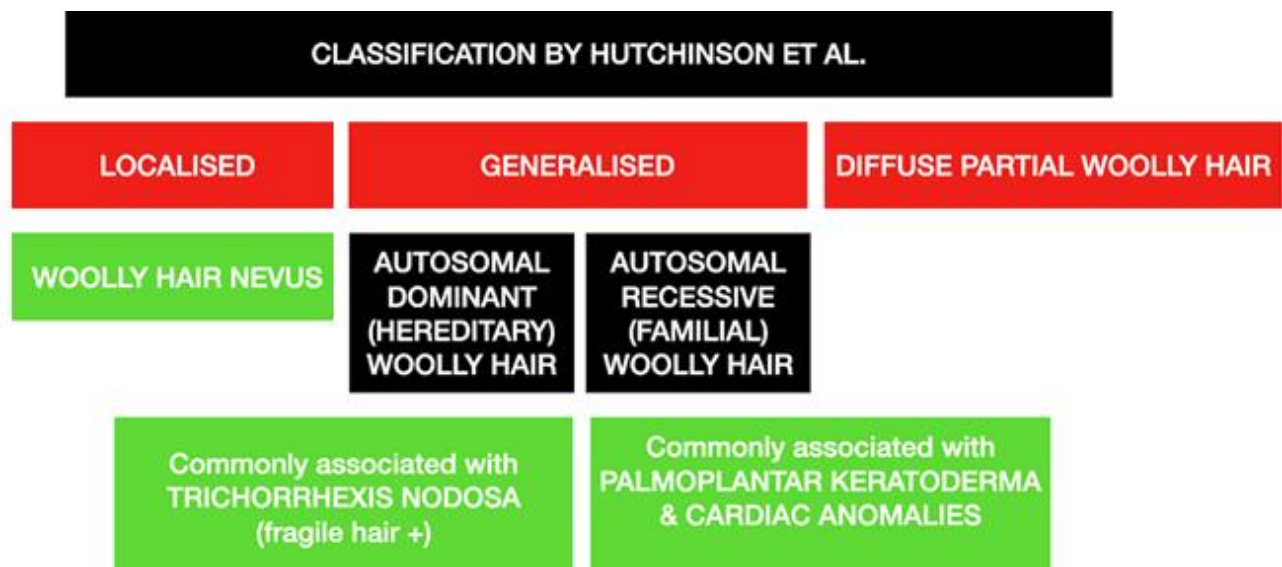 CLASSIFICATION BY HUTCHINSON ET AL.
LOCALISED
GENERALISED
DIFFUSE PARTIAL WOOLLY HAIR
WOOLLY HAIR NEVUS
AUTOSOMAL
DOMINANT
(HEREDITARY)
WOOLLY HAIR
AUTOSOMAL
RECESSIVE
(FAMILIAL)
WOOLLY HAIR
Commonly associated with
TRICHORRHEXIS NODOSA
(fragile hair +)
Commonly associated with
PALMOPLANTAR KERATODERMA
& CARDIAC ANOMALIES